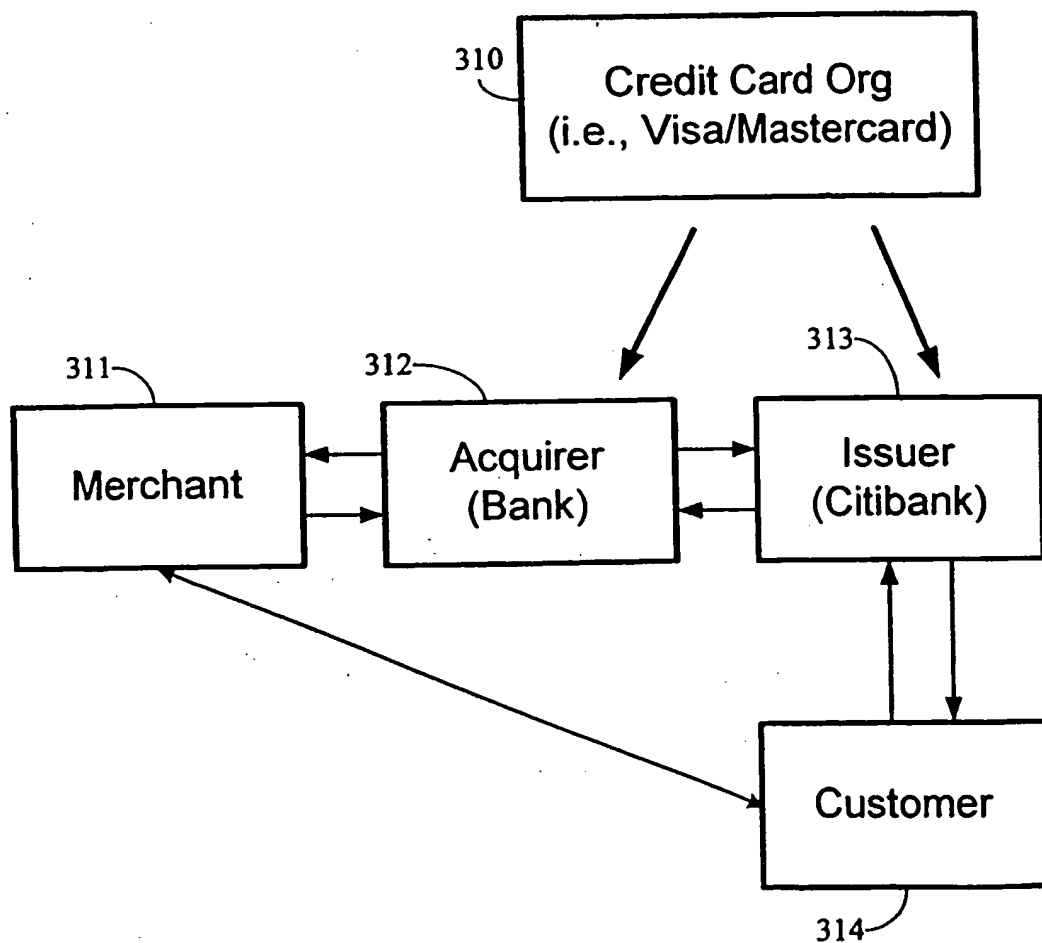 310
Credit Card Org
(i.e., Visa/Mastercard)
311
312
313
Merchant
Acquirer
(Bank)
Issuer
(Citibank)
Customer
314